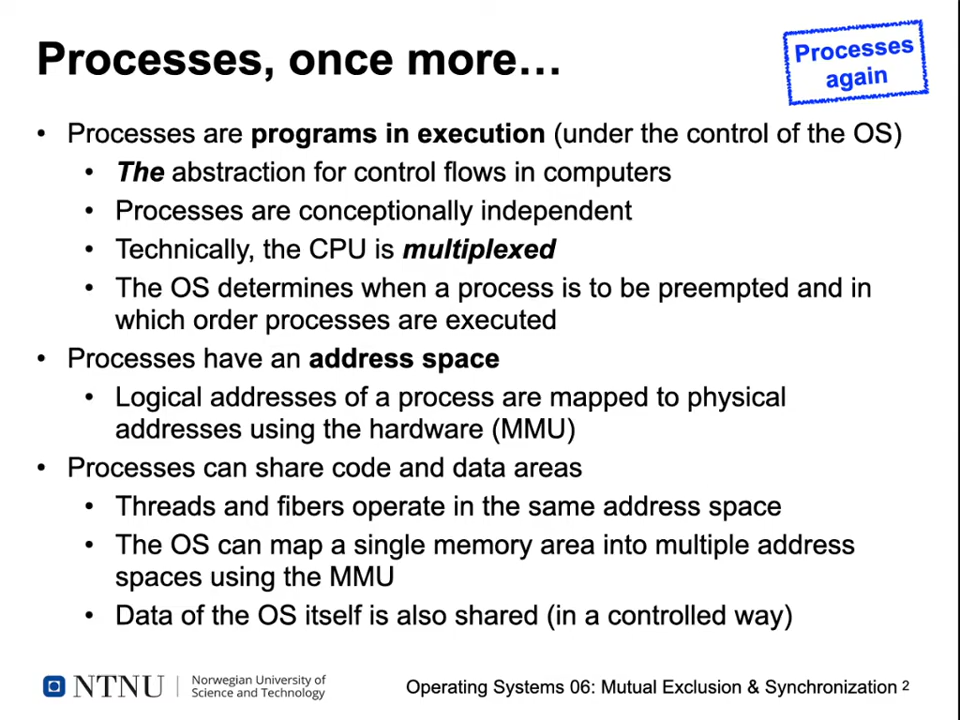 Processes, once more…
Processes
again
• Processes are programs in execution (under the control of the OS)
• The abstraction for control flows in computers
• Processes are conceptionally independent
• Technically, the CPU is multiplexed
• The OS determines when a process is to be preempted and in
which order processes are executed
• Processes have an address space
• Logical addresses of a process are mapped to physical
addresses using the hardware (MMU)
• Processes can share code and data areas
• Threads and fibers operate in the same address space
• The OS can map a single memory area into multiple address
spaces using the MMU
• Data of the OS itself is also shared (in a controlled way)
NTNU
Norwegian University of
Science and Technology
Operating Systems 06: Mutual Exclusion & Synchronization 2